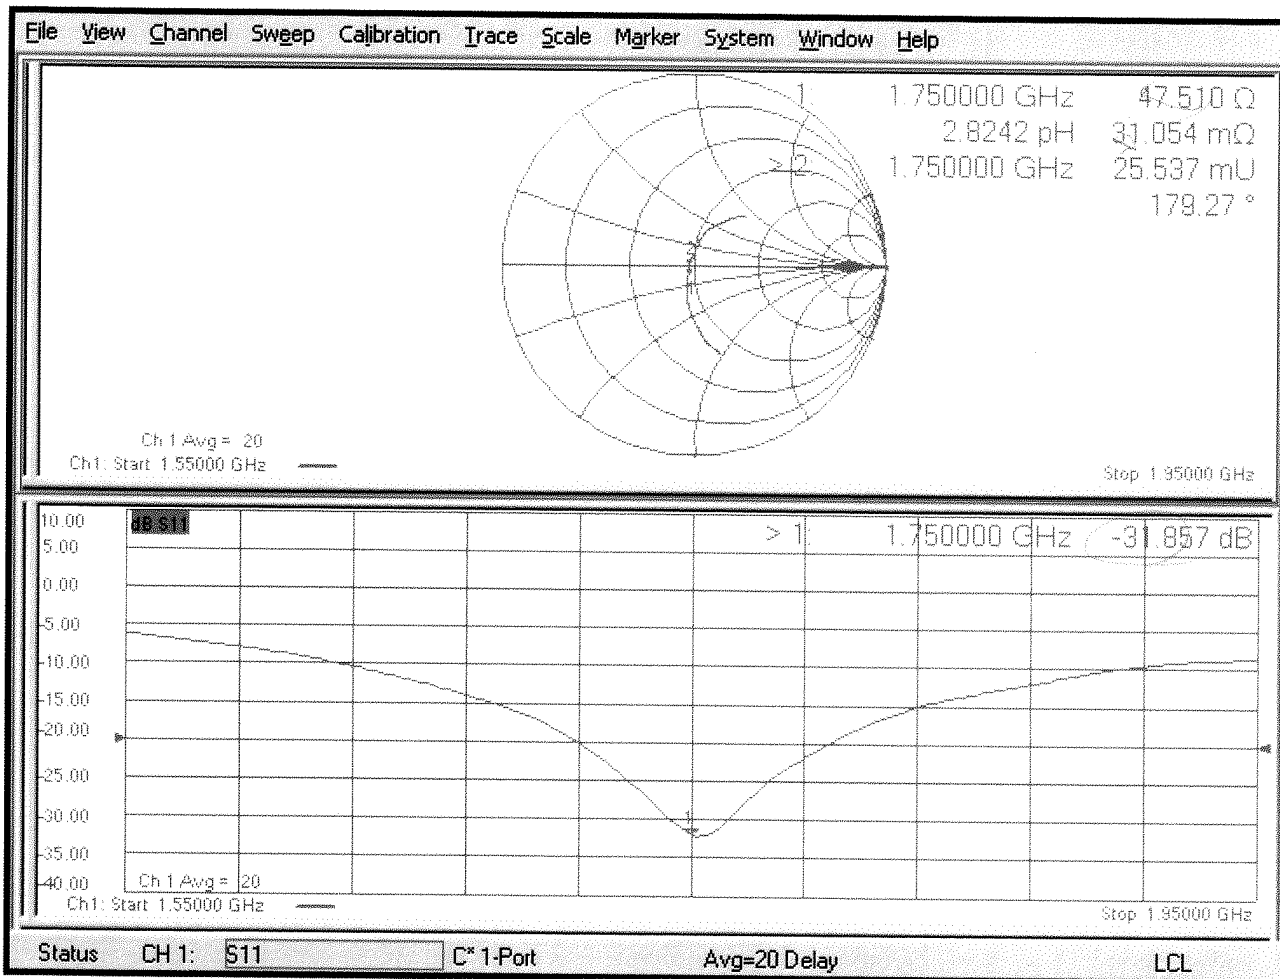 File View Channel Sweep Calibration Trace Scale Marker System Window Help
1: 1.750000 GHz 47.510 Ω
2.8242 pH 31.054 mΩ
> 2: 1.750000 GHz 25.537 mU
179.27 °
Ch 1 Avg = 20
Ch1: Start 1.55000 GHz
Stop 1.95000 GHz
10.00
dB S11
> 1: 1.750000 GHz -31.857 dB
5.00
0.00
-5.00
-10.00
-15.00
-20.00
-25.00
-30.00
1
-35.00
-40.00
Ch 1 Avg = 20
Ch1: Start 1.55000 GHz
Stop 1.95000 GHz
Status CH 1: S11 C* 1-Port Avg=20 Delay LCL